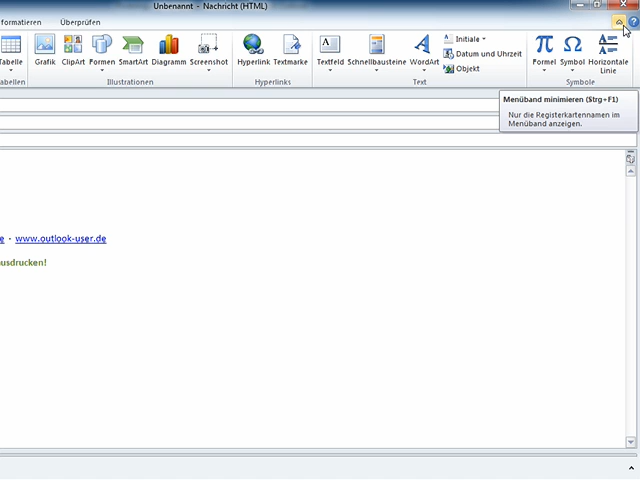 Unbenannt - Nachricht (HTML)
formatieren Überprüfen
Tabelle Grafik ClipArt Formen SmartArt Diagramm Screenshot Hyperlink Textmarke Textfeld Schnellbausteine WordArt Initiale Datum und Uhrzeit Objekt Formel Symbol Horizontale Linie
abellen Illustrationen Hyperlinks Text Symbole
Menüband minimieren (Strg+F1)
Nur die Registerkartennamen im
Menüband anzeigen.
e - www.outlook-user.de
ausdrucken!